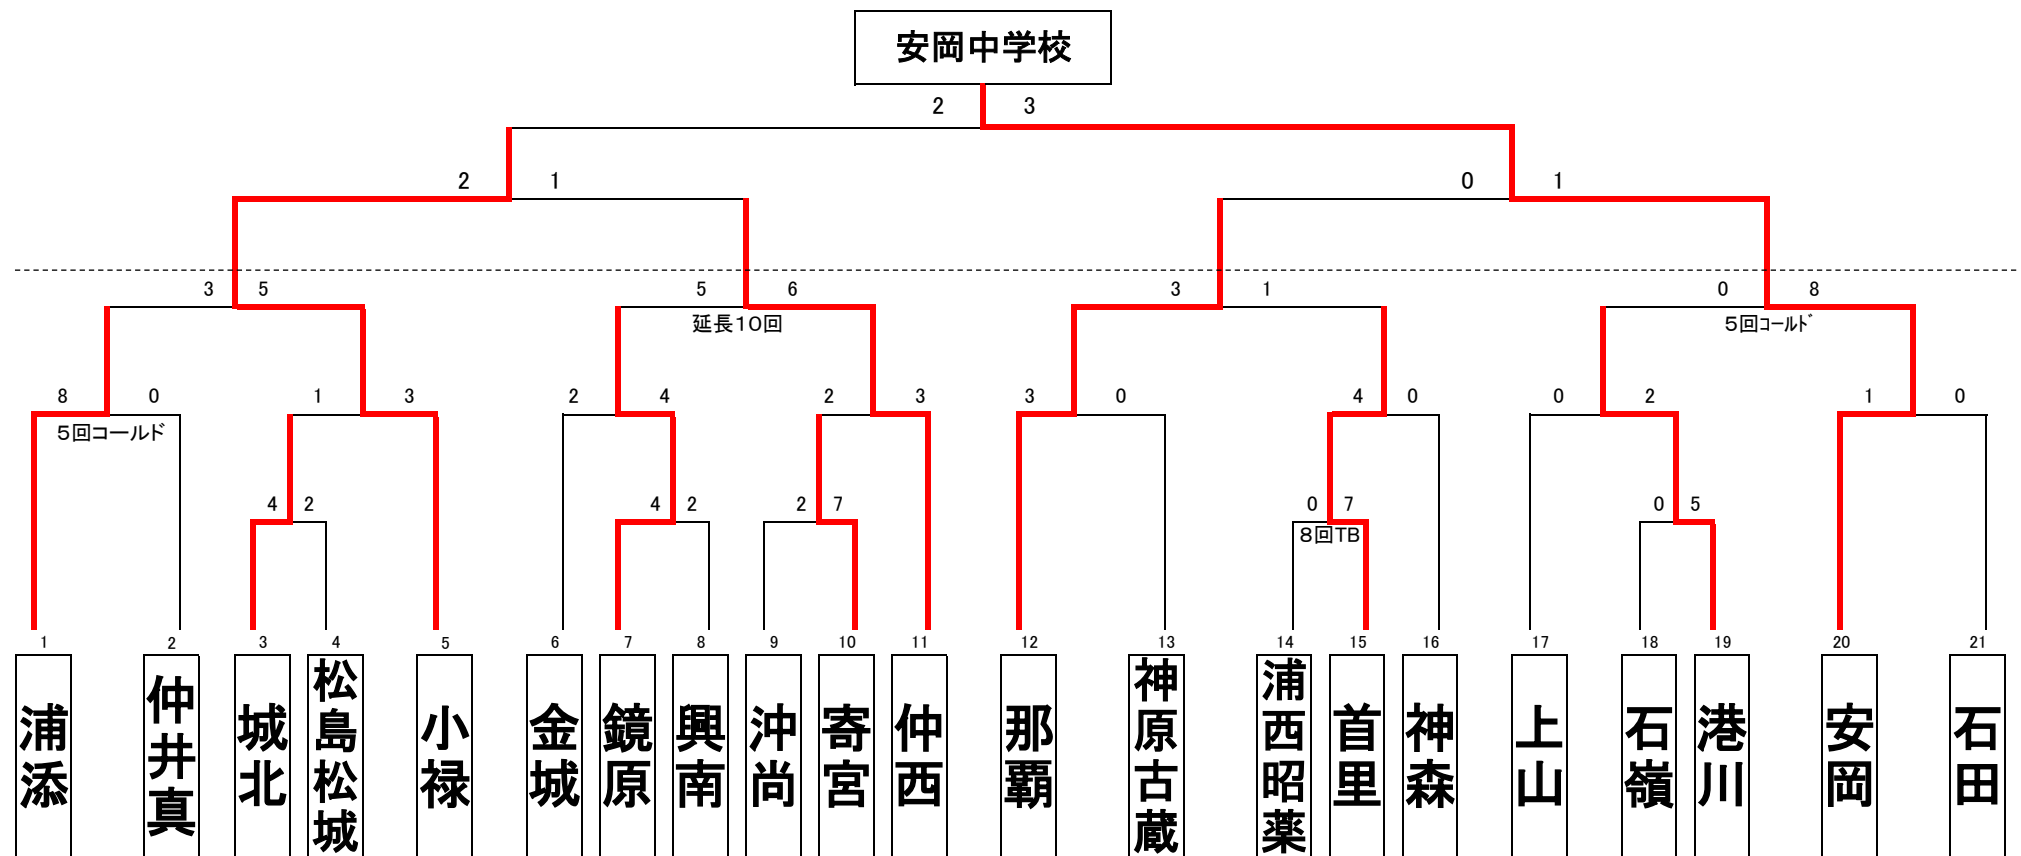 安岡中学校
2 3
2 1 0 1
3 5 5 6 3 1 0 8
延長10回 5回ｺｰﾙﾄﾞ
8 0 1 3 2 4 2 3 3 0 4 0 0 2 1 0
5回コールド
4 2 4 2 2 7 0 7 0 5
8回TB
1 2 3 4 5 6 7 8 9 10 11 12 13 14 15 16 17 18 19 20 21
浦添
仲井真
城北
松島松城
小禄
金城
鏡原
興南
沖尚
寄宮
仲西
那覇
神原古蔵
浦西昭薬
首里
神森
上山
石嶺
港川
安岡
石田